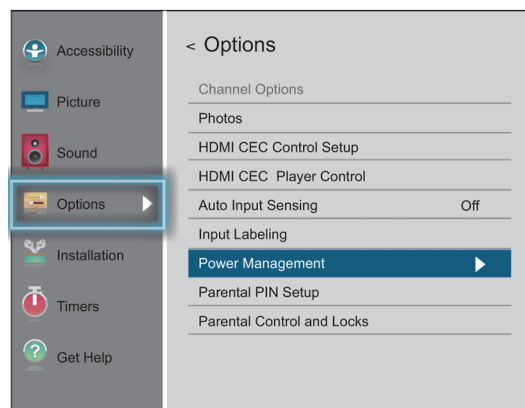 Accessibility
Picture
Sound
Options
Installation
Timers
Get Help
< Options
Channel Options
Photos
HDMI CEC Control Setup
HDMI CEC Player Control
Auto Input Sensing Off
Input Labeling
Power Management
Parental PIN Setup
Parental Control and Locks